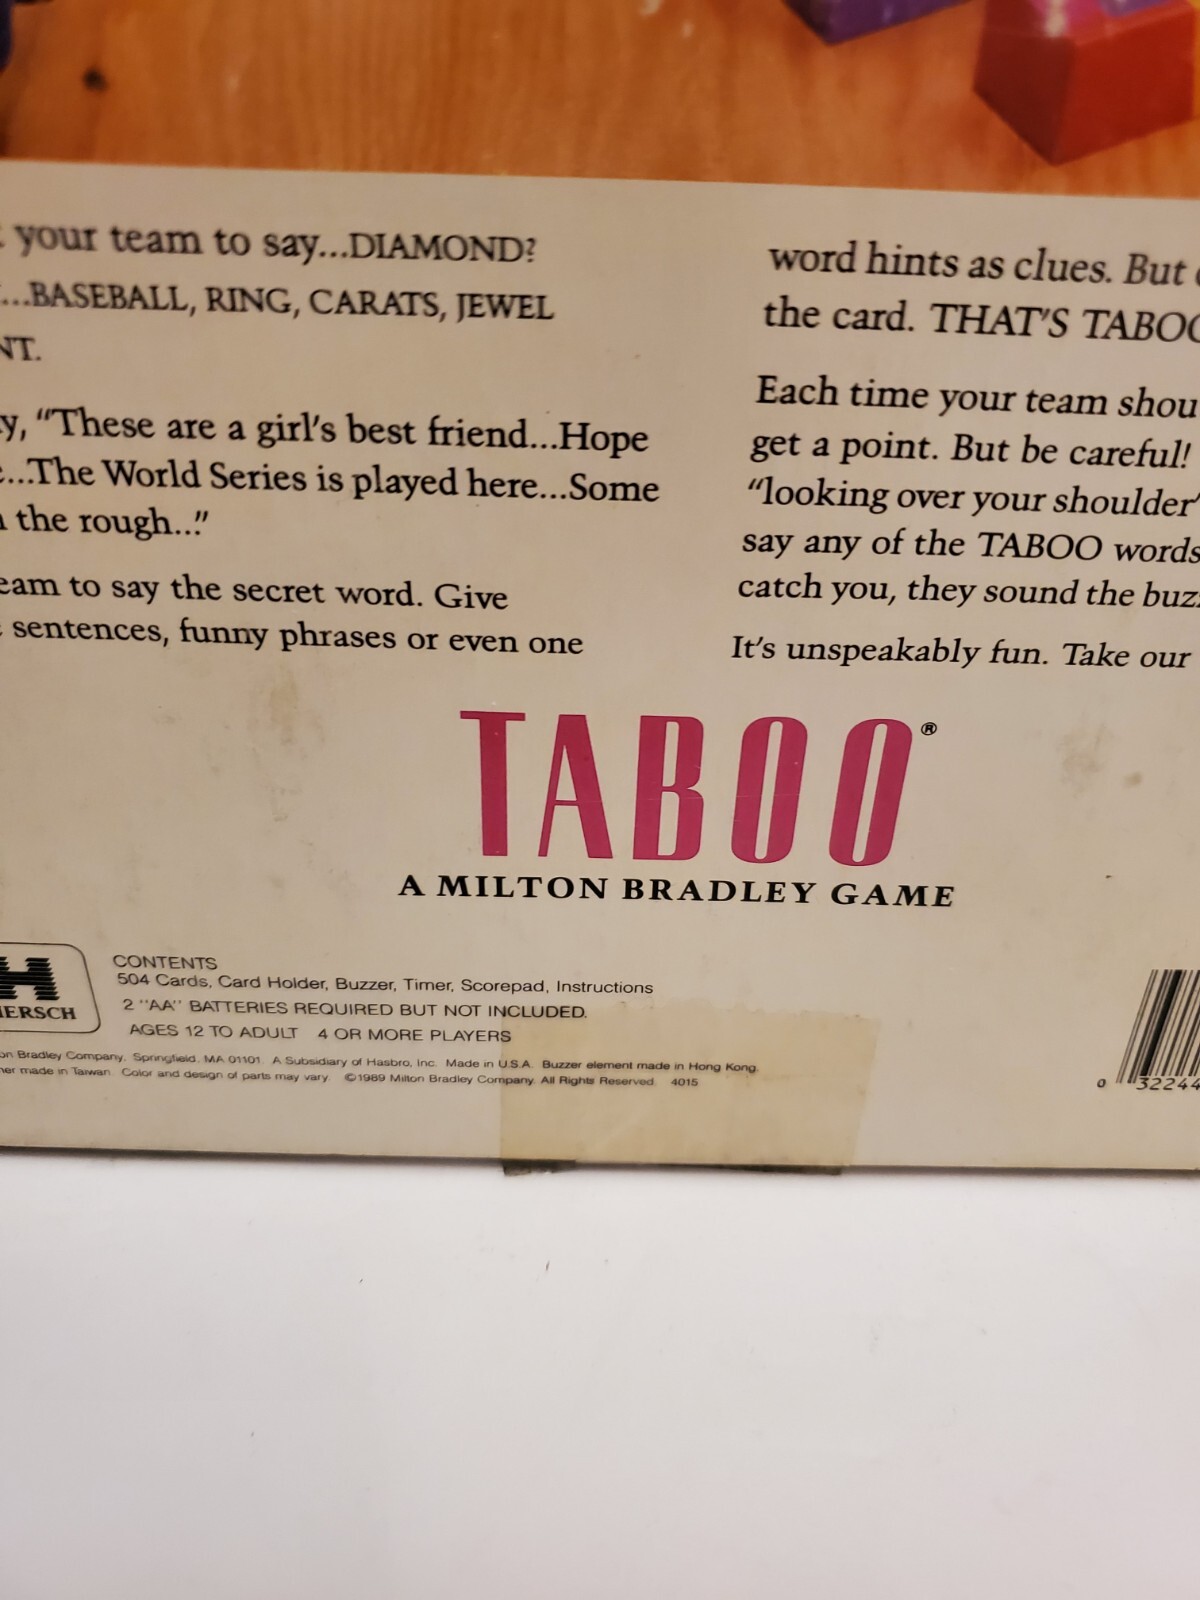 your team to say...DIAMOND?
...BASEBALL, RING, CARATS, JEWEL
NT.
y, "These are a girl's best friend...Hope
...The World Series is played here...Some
the rough..."
eam to say the secret word. Give
sentences, funny phrases or even one
word hints as clues. But
the card. THAT'S TABOO
Each time your team shou
get a point. But be careful!
"looking over your shoulder"
say any of the TABOO words
catch you, they sound the buz
It's unspeakably fun. Take our
TABOO®
A MILTON BRADLEY GAME
H
HERSCH
CONTENTS
504 Cards, Card Holder, Buzzer, Timer, Scorepad, Instructions
2 "AA" BATTERIES REQUIRED BUT NOT INCLUDED.
AGES 12 TO ADULT 4 OR MORE PLAYERS
on Bradley Company, Springfield, MA 01101. A Subsidiary of Hasbro, Inc. Made in U.S.A. Buzzer element made in Hong Kong.
mer made in Taiwan. Color and design of parts may vary. ©1989 Milton Bradley Company. All Rights Reserved. 4015
0 32244